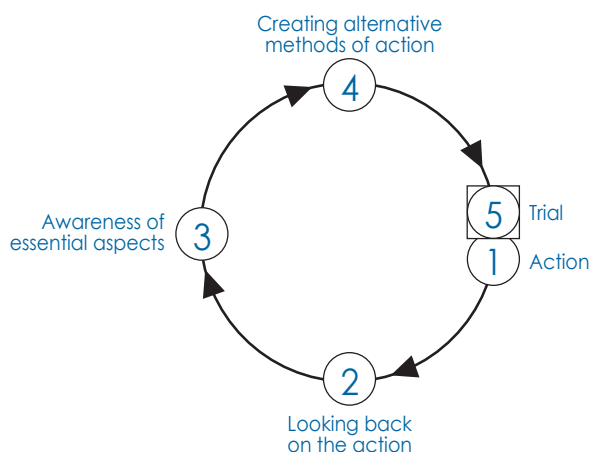 Creating alternative
methods of action
4
5
Trial
Awareness of
essential aspects
3
1
Action
2
Looking back
on the action